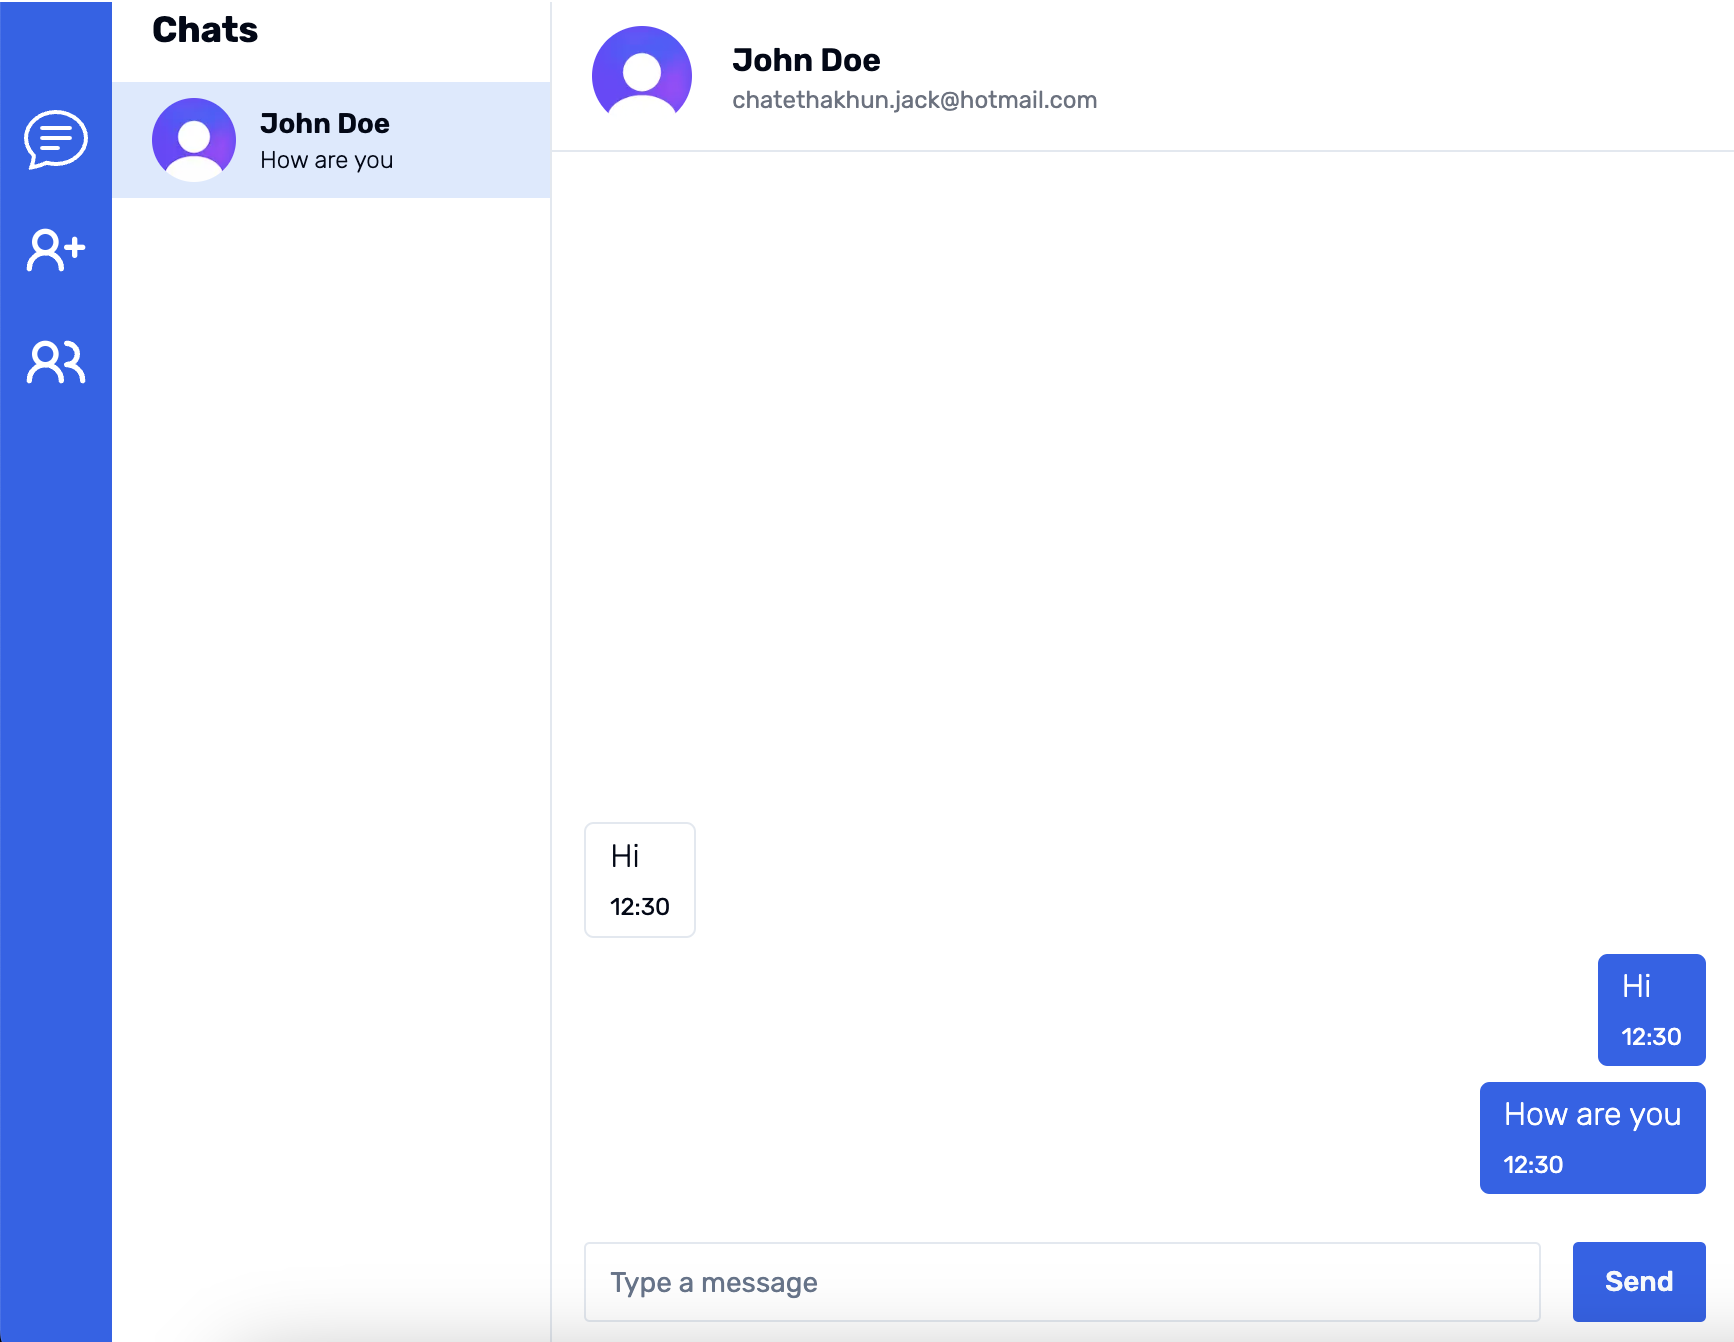 Chats
John Doe
How are you
John Doe
chatethakhun.jack@hotmail.com
Hi
12:30
Hi
12:30
How are you
12:30
Type a message
Send